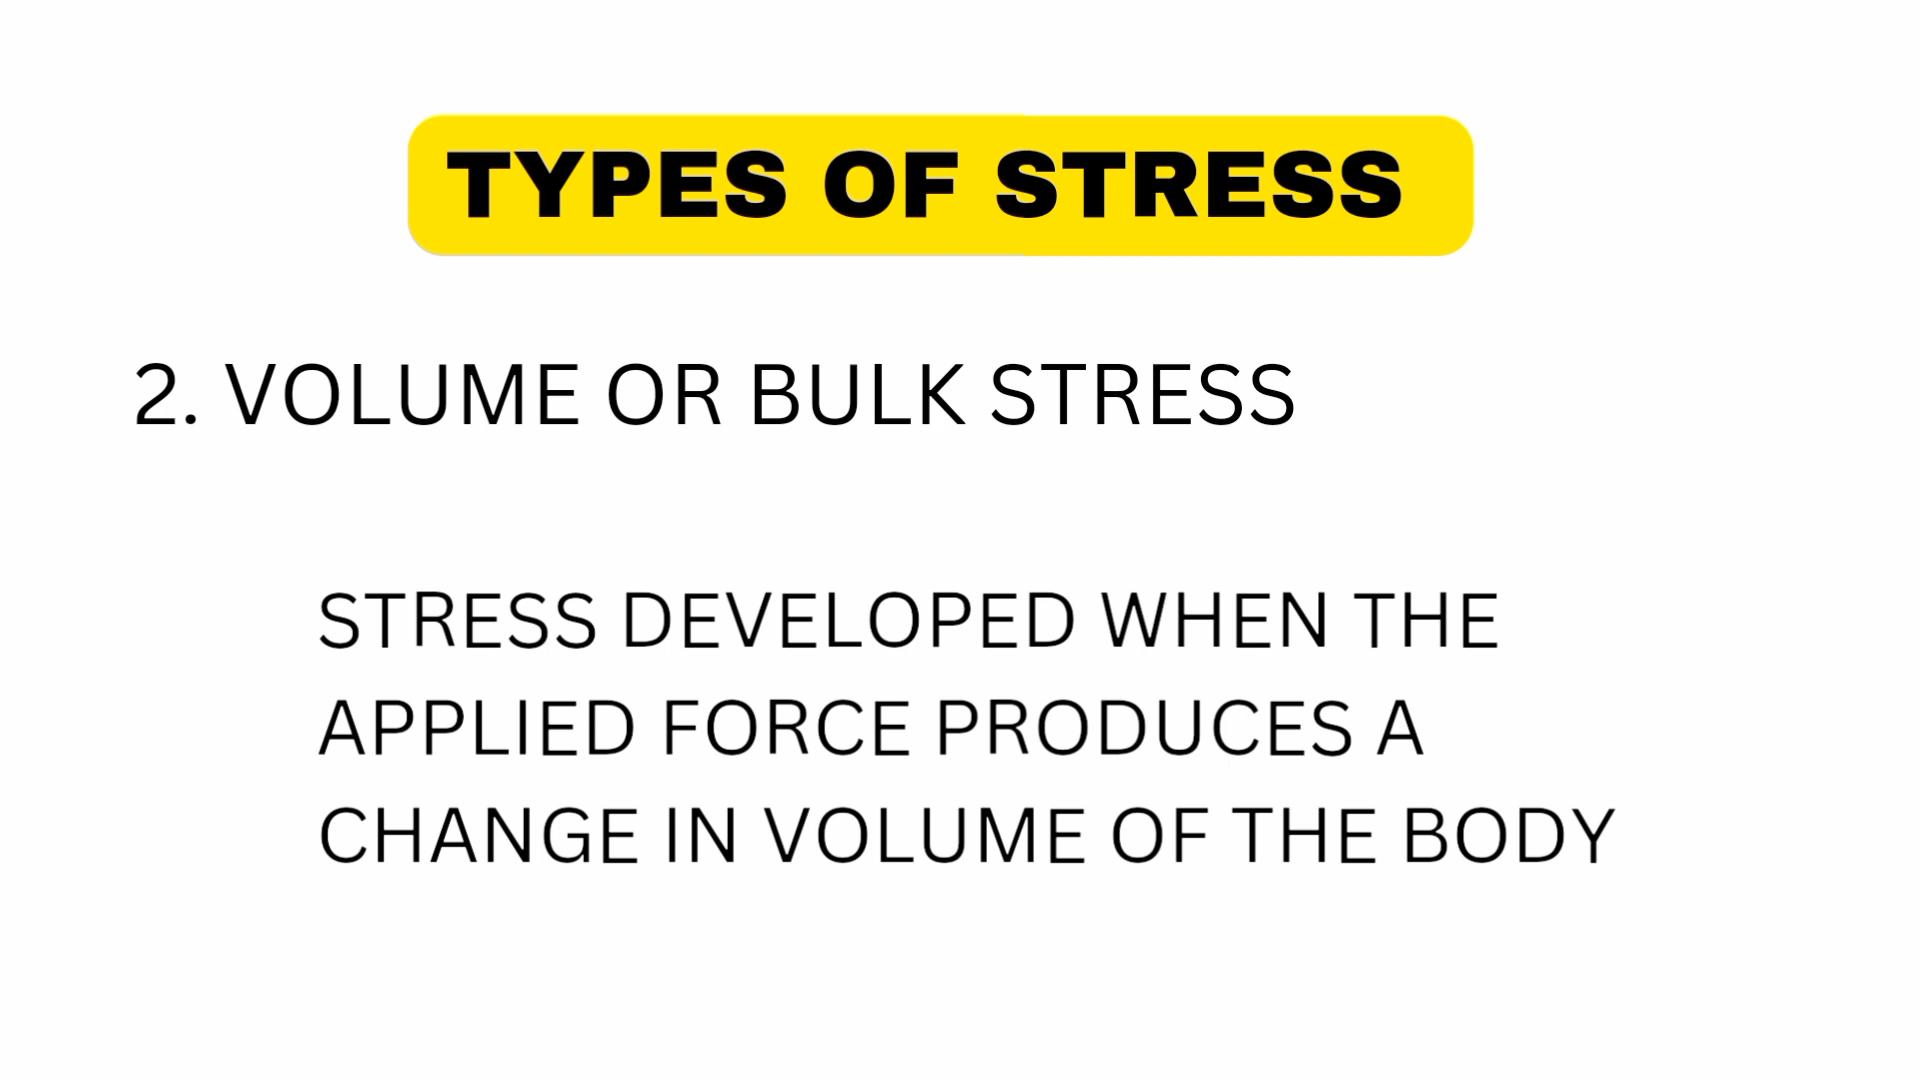 TYPES OF STRESS
2. VOLUME OR BULK STRESS
STRESS DEVELOPED WHEN THE
APPLIED FORCE PRODUCES A
CHANGE IN VOLUME OF THE BODY